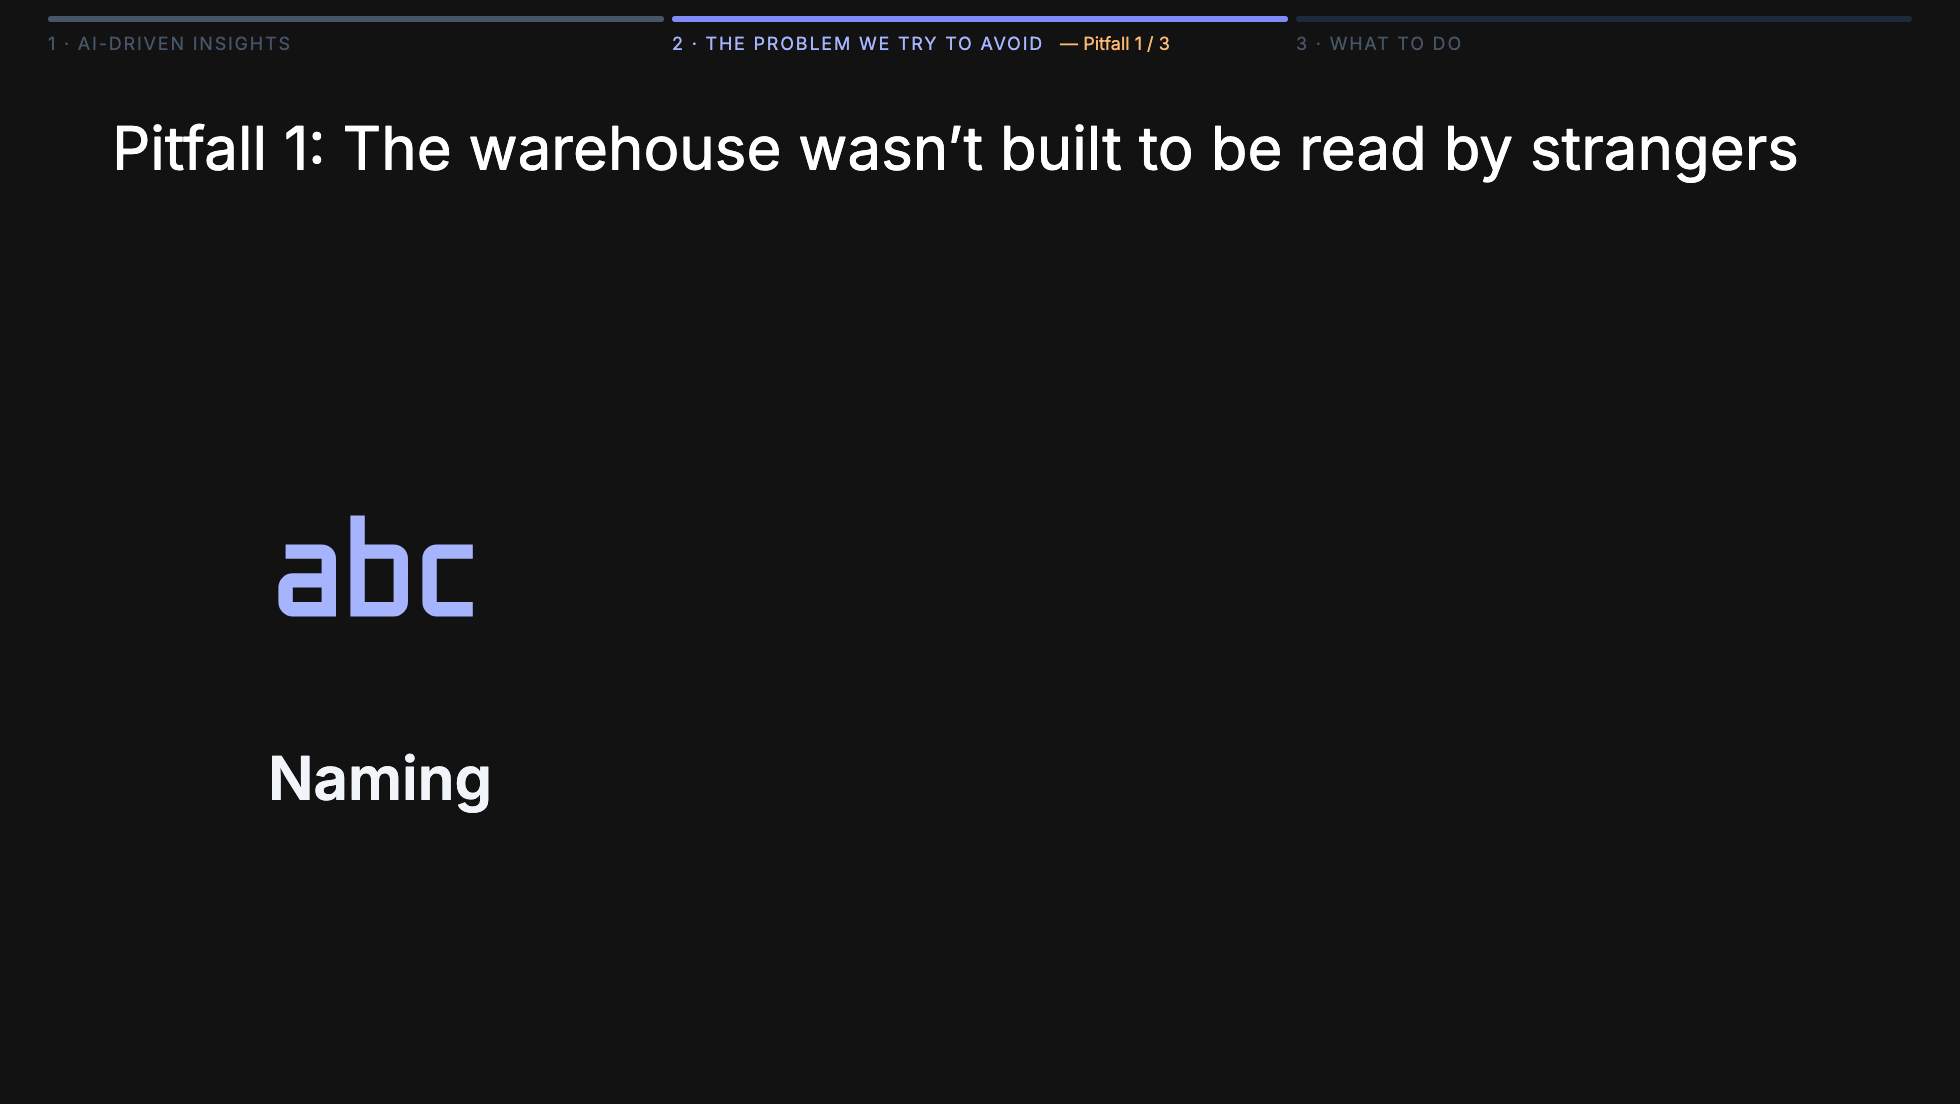 1 · AI-DRIVEN INSIGHTS
2 · THE PROBLEM WE TRY TO AVOID — Pitfall 1 / 3
3 · WHAT TO DO
Pitfall 1: The warehouse wasn’t built to be read by strangers
abc
Naming